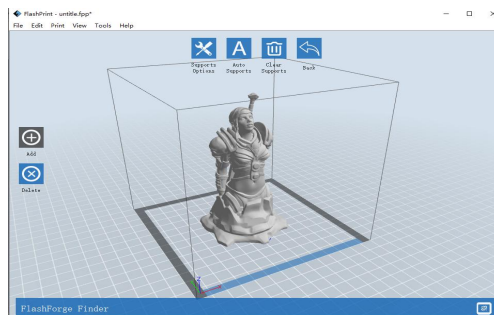 FlashPrint - untitle.fpp*
File Edit Print View Tools Help
Supports Options
A
Auto Supports
Clear Supports
Back
Add
Delete
FlashForge Finder